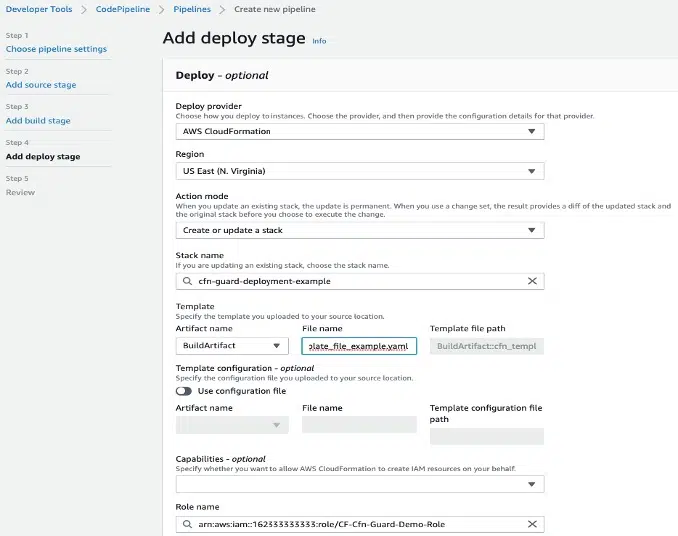 Developer Tools > CodePipeline > Pipelines > Create new pipeline
Step 1
Choose pipeline settings
Step 2
Add source stage
Step 3
Add build stage
Step 4
Add deploy stage
Step 5
Review
Add deploy stage Info
Deploy - optional
Deploy provider
Choose how you deploy to instances. Choose the provider, and then provide the configuration details for that provider.
AWS CloudFormation
Region
US East (N. Virginia)
Action mode
When you update an existing stack, the update is permanent. When you use a change set, the result provides a diff of the updated stack and
the original stack before you choose to execute the change.
Create or update a stack
Stack name
If you are updating an existing stack, choose the stack name.
cfn-guard-deployment-example
Template
Specify the template you uploaded to your source location.
Artifact name File name Template file path
BuildArtifact plate_file_example.yaml BuildArtifact::cfn_templ
Template configuration - optional
Specify the configuration file you uploaded to your source location.
Use configuration file
Artifact name File name Template configuration file
path
Capabilities - optional
Specify whether you want to allow AWS CloudFormation to create IAM resources on your behalf.
Role name
arn:aws:iam::162333333333:role/CF-Cfn-Guard-Demo-Role